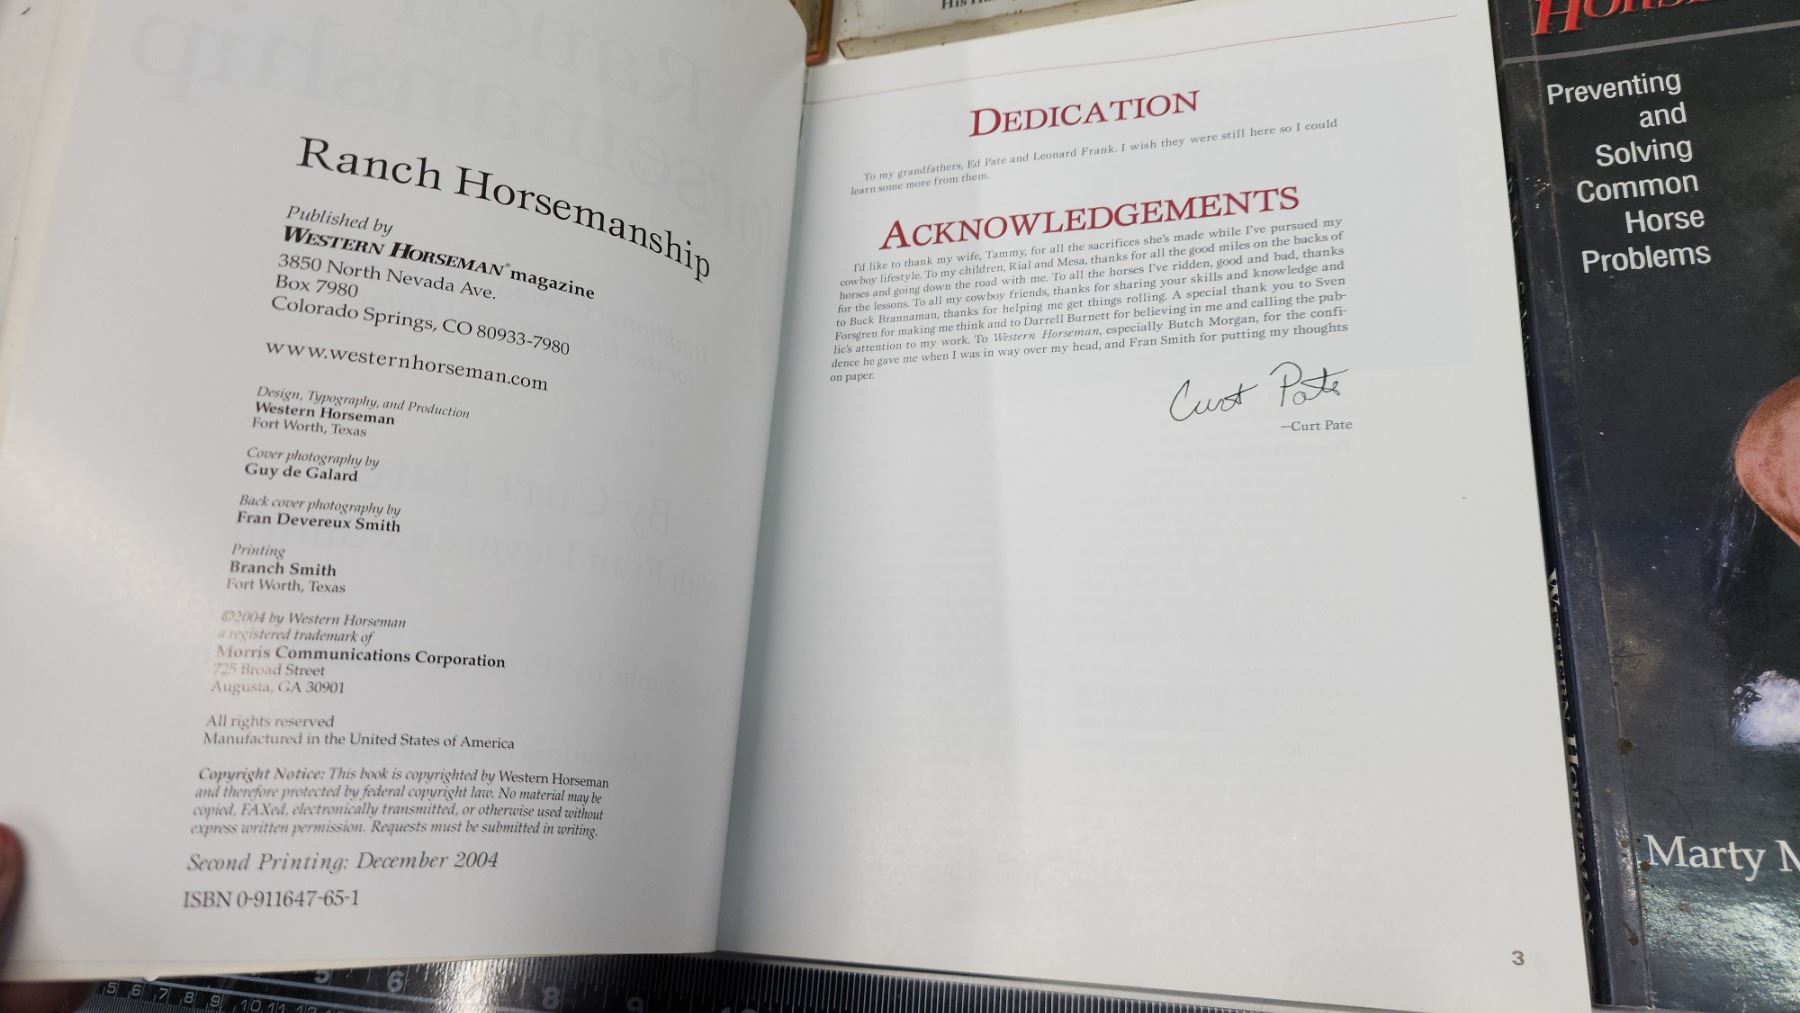 Ranch Horsemanship
Published by
WESTERN HORSEMAN® magazine
3850 North Nevada Ave.
Box 7980
Colorado Springs, CO 80933-7980
www.westernhorseman.com
Design, Typography, and Production
Western Horseman
Fort Worth, Texas
Cover photography by
Guy de Galard
Back cover photography by
Fran Devereux Smith
Printing
Branch Smith
Fort Worth, Texas
©2004 by Western Horseman
a registered trademark of
Morris Communications Corporation
725 Broad Street
Augusta, GA 30901
All rights reserved
Manufactured in the United States of America
Copyright Notice: This book is copyrighted by Western Horseman
and therefore protected by federal copyright law. No material may be
copied, FAXed, electronically transmitted, or otherwise used without
express written permission. Requests must be submitted in writing.
Second Printing: December 2004
ISBN 0-911647-65-1
DEDICATION
To my grandfathers, Ed Pate and Leonard Frank. I wish they were still here so I could
learn some more from them.
ACKNOWLEDGEMENTS
I'd like to thank my wife, Tammy, for all the sacrifices she's made while I've pursued my
cowboy lifestyle. To my children, Rial and Mesa, thanks for all the good miles on the backs of
horses and going down the road with me. To all the horses I've ridden, good and bad, thanks
for the lessons. To all my cowboy friends, thanks for sharing your skills and knowledge and
to Buck Brannaman, thanks for helping me get things rolling. A special thank you to Sven
Forsgren for making me think and to Darrell Burnett for believing in me and calling the pub-
lic's attention to my work. To Western Horseman, especially Butch Morgan, for the confi-
dence he gave me when I was in way over my head, and Fran Smith for putting my thoughts
on paper.
Curt Pate
—Curt Pate
3
Preventing
and
Solving
Common
Horse
Problems
Marty
WESTERN HORSEMAN
5 6 8 9
5 6 7 8 9 10 11